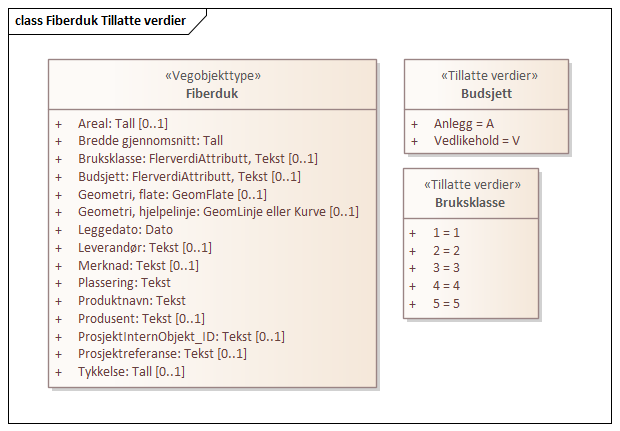 class Fiberduk Tillatte verdier
«Vegobjekttype»
Fiberduk
+ Areal: Tall [0..1]
+ Bredde gjennomsnitt: Tall
+ Bruksklasse: FlerverdiAttributt, Tekst [0..1]
+ Budsjett: FlerverdiAttributt, Tekst [0..1]
+ Geometri, flate: GeomFlate [0..1]
+ Geometri, hjelpelinje: GeomLinje eller Kurve [0..1]
+ Leggedato: Dato
+ Leverandør: Tekst [0..1]
+ Merknad: Tekst [0..1]
+ Plassering: Tekst
+ Produktnavn: Tekst
+ Produsent: Tekst [0..1]
+ ProsjektInternObjekt_ID: Tekst [0..1]
+ Prosjektreferanse: Tekst [0..1]
+ Tykkelse: Tall [0..1]
«Tillatte verdier»
Budsjett
+ Anlegg = A
+ Vedlikehold = V
«Tillatte verdier»
Bruksklasse
+ 1 = 1
+ 2 = 2
+ 3 = 3
+ 4 = 4
+ 5 = 5